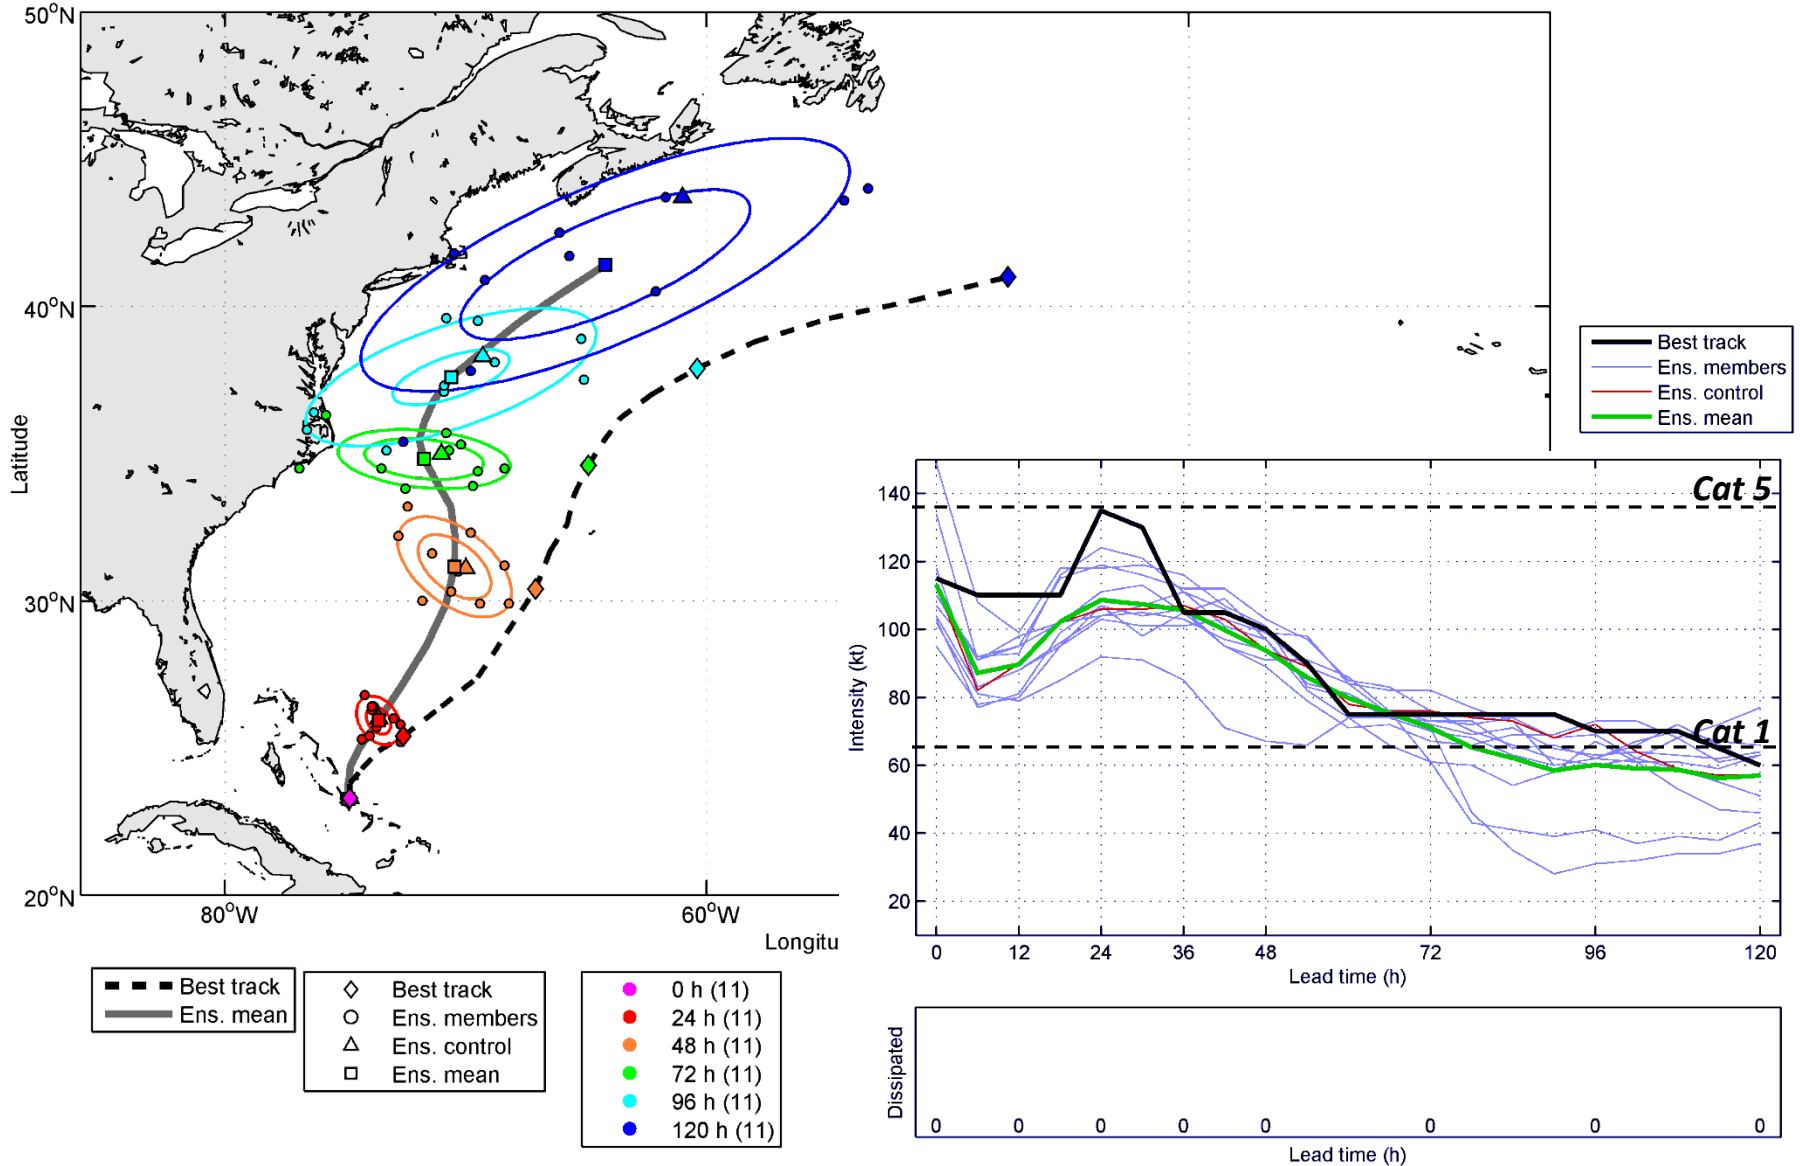 50°N
40°N
30°N
20°N
Latitude
80°W
60°W
Longitu
Best track
Ens. mean
Best track
Ens. members
Ens. control
Ens. mean
0 h (11)
24 h (11)
48 h (11)
72 h (11)
96 h (11)
120 h (11)
Best track
Ens. members
Ens. control
Ens. mean
Cat 5
Cat 1
140
120
100
80
60
40
20
Intensity (kt)
0 12 24 36 48 72 96 120
Lead time (h)
Dissipated
0 0 0 0 0 0 0 0
Lead time (h)